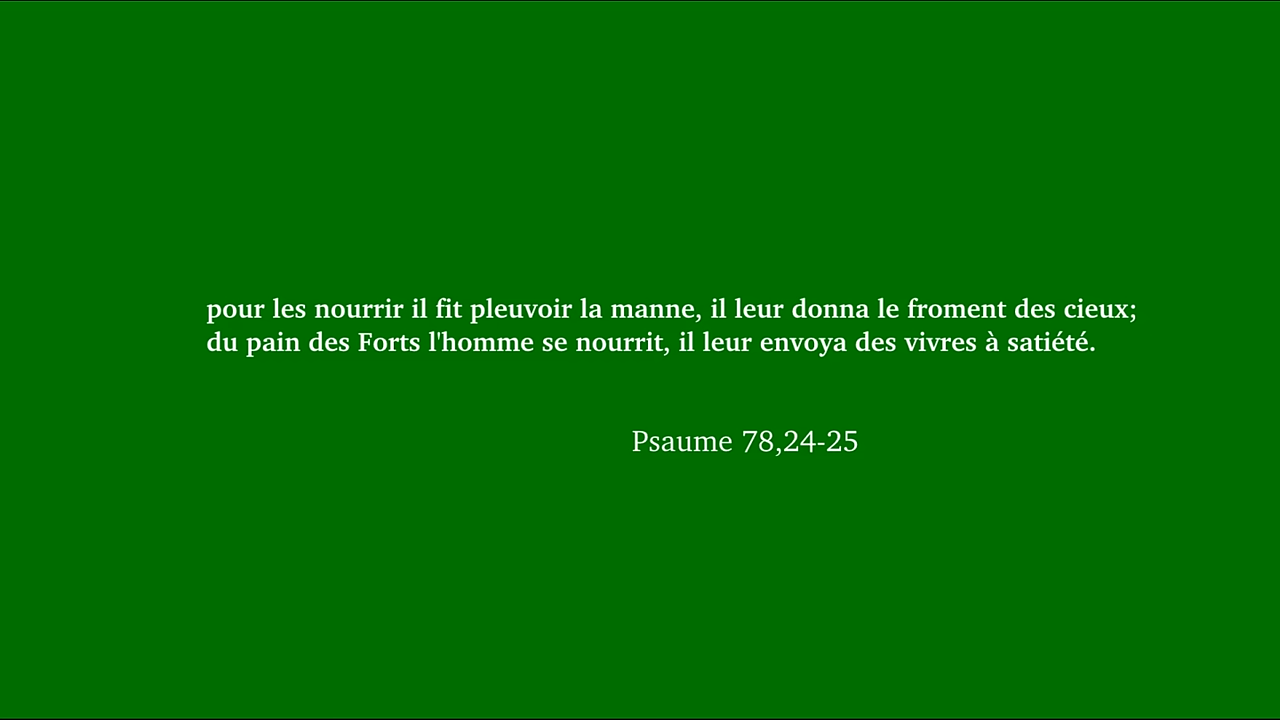 pour les nourrir il fit pleuvoir la manne, il leur donna le froment des cieux;
du pain des Forts l'homme se nourrit, il leur envoya des vivres à satiété.
Psaume 78,24-25